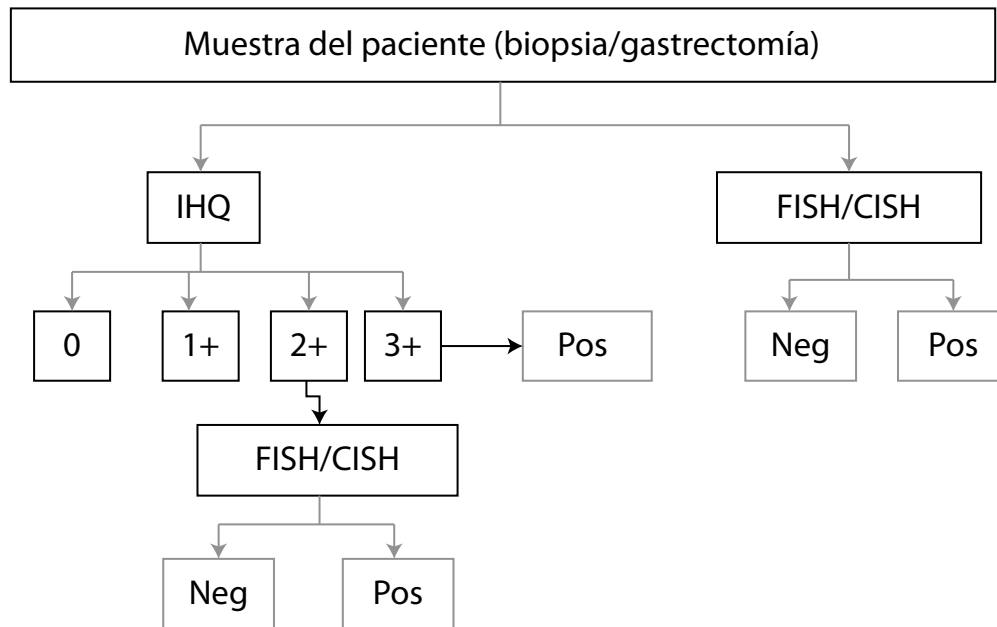 Muestra del paciente (biopsia/gastrectomía)
IHQ
FISH/CISH
0
1+
2+
3+
Pos
Neg
Pos
FISH/CISH
Neg
Pos